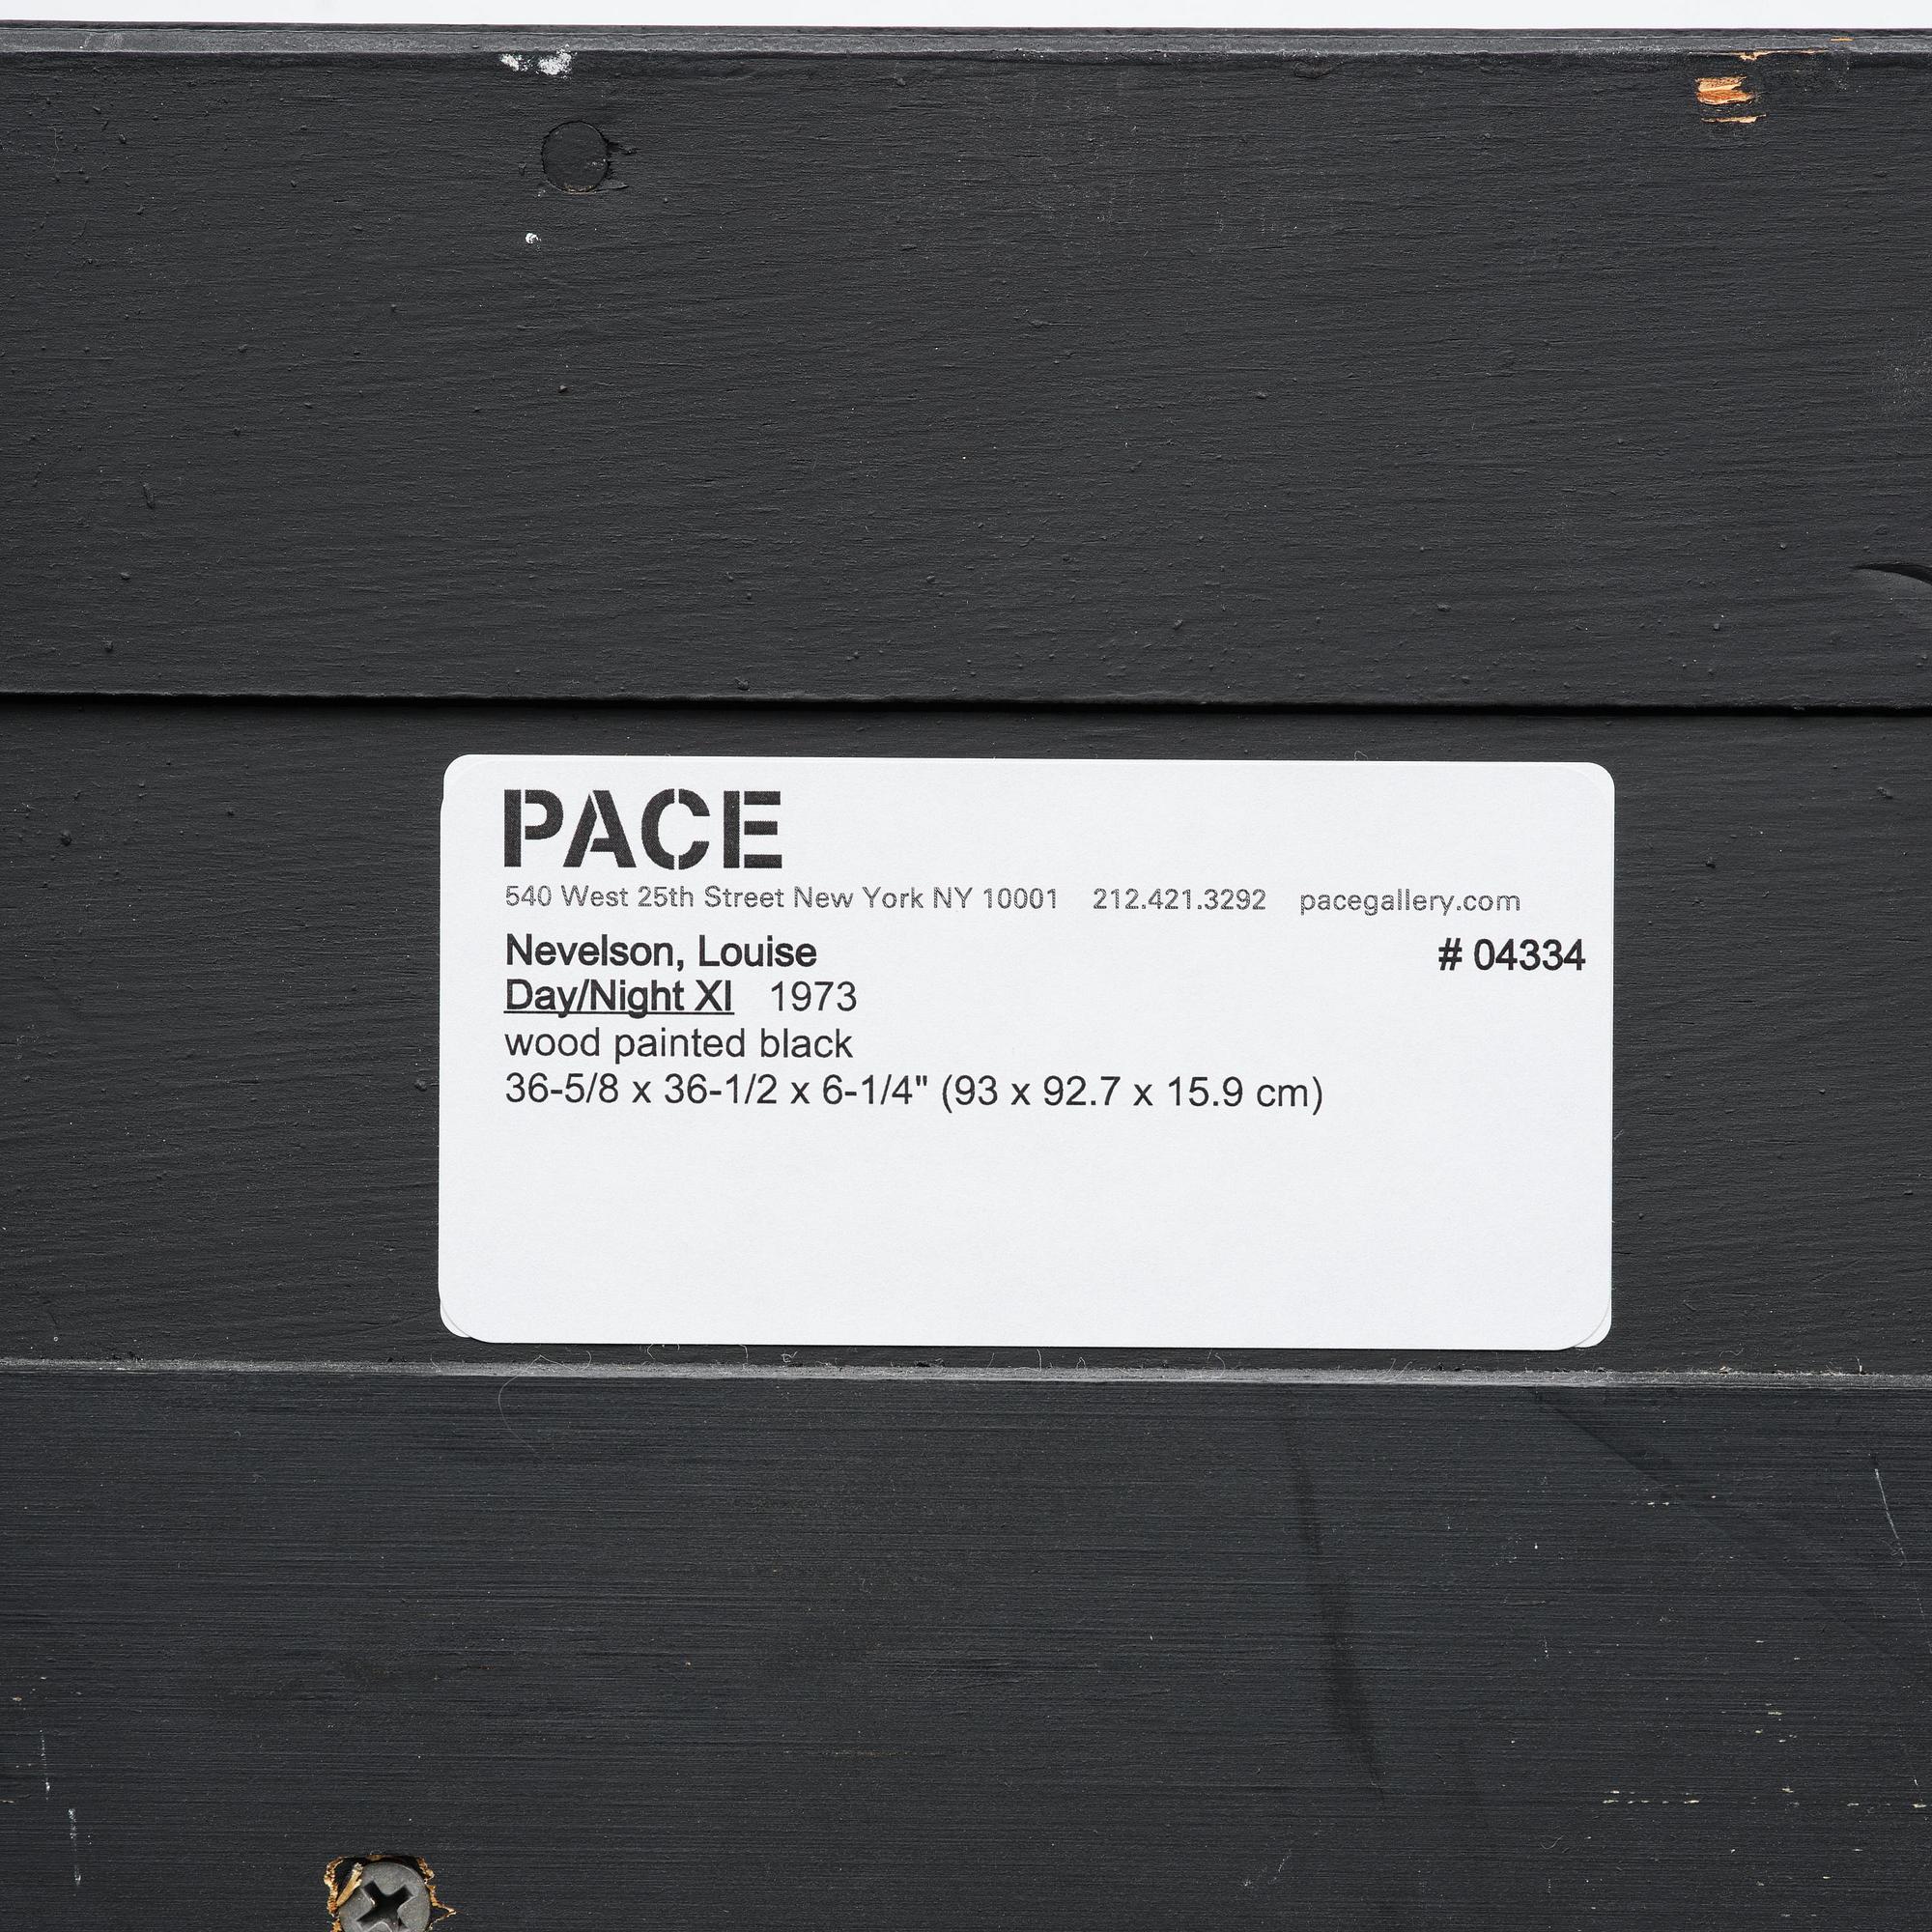 PACE
540 West 25th Street New York NY 10001 212.421.3292 pacegallery.com
Nevelson, Louise # 04334
Day/Night XI 1973
wood painted black
36-5/8 x 36-1/2 x 6-1/4" (93 x 92.7 x 15.9 cm)